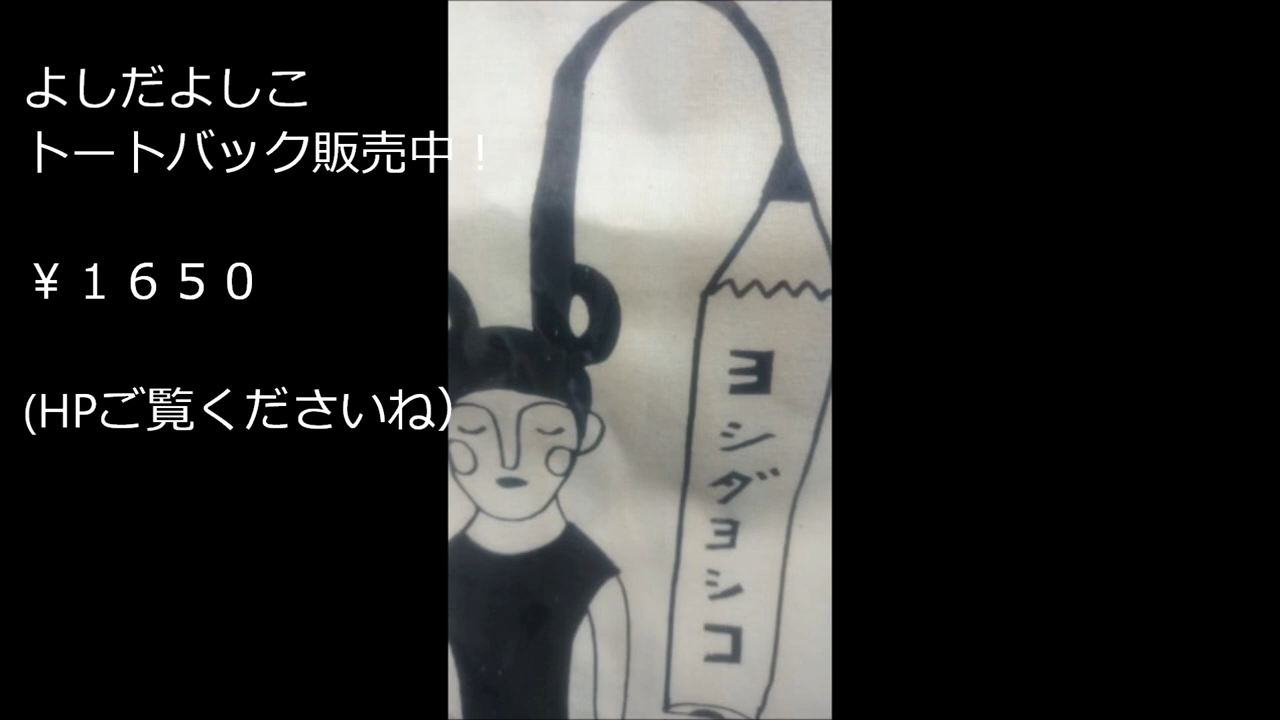 よしだよしこ
トートバック販売中！
￥１６５０
(HPご覧くださいね）
ヨシダヨシコ